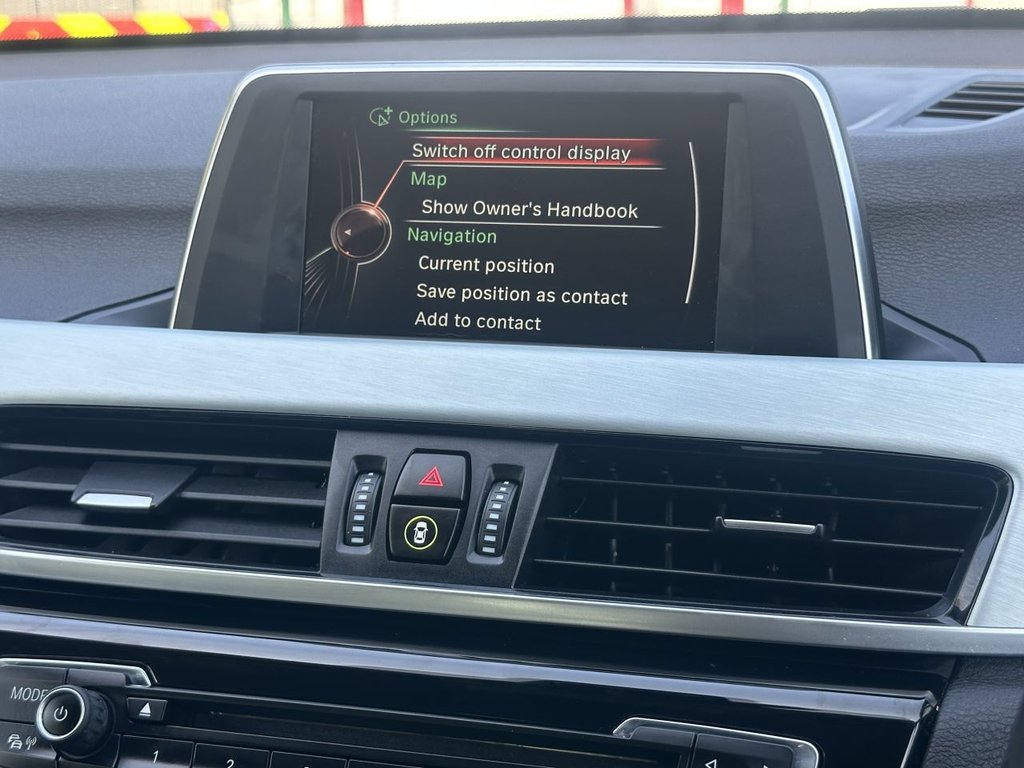 Options
Switch off control display
Map
Show Owner's Handbook
Navigation
Current position
Save position as contact
Add to contact
MODE
1
2